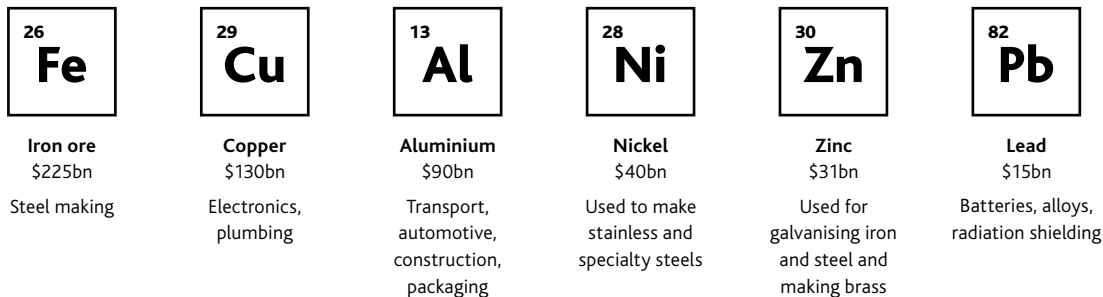 26
Fe
Iron ore
$225bn
Steel making
29
Cu
Copper
$130bn
Electronics,
plumbing
13
Al
Aluminium
$90bn
Transport,
automotive,
construction,
packaging
28
Ni
Nickel
$40bn
Used to make
stainless and
specialty steels
30
Zn
Zinc
$31bn
Used for
galvanising iron
and steel and
making brass
82
Pb
Lead
$15bn
Batteries, alloys,
radiation shielding